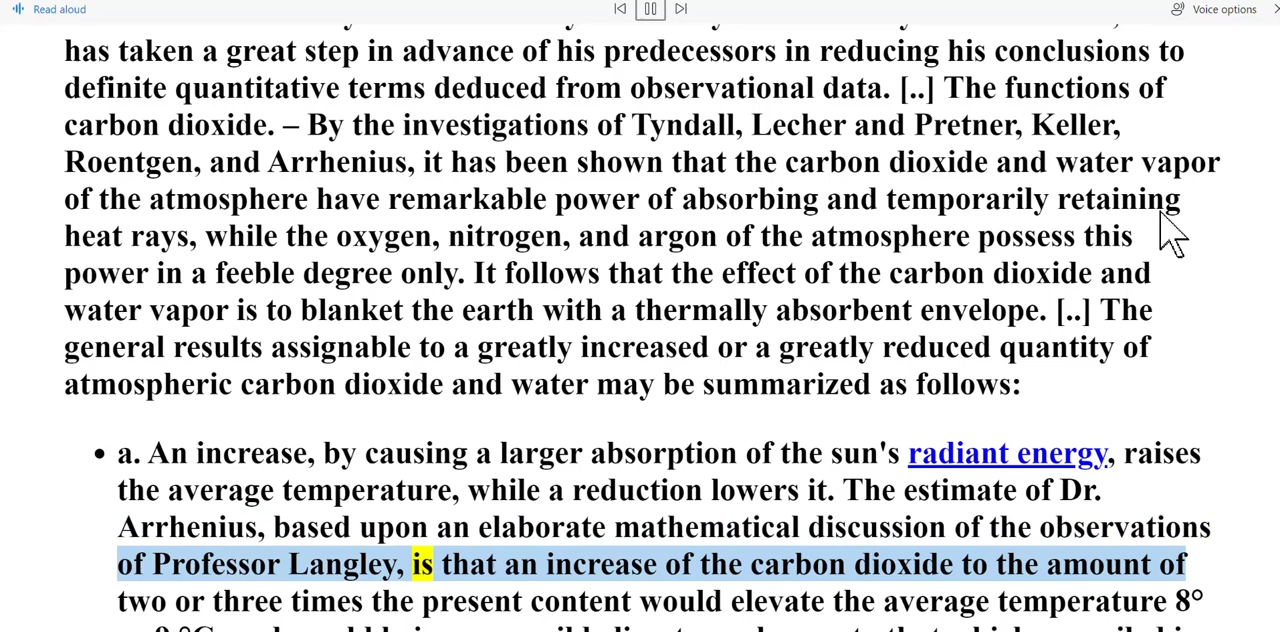 Read aloud
Voice options
has taken a great step in advance of his predecessors in reducing his conclusions to
definite quantitative terms deduced from observational data. [..] The functions of
carbon dioxide. – By the investigations of Tyndall, Lecher and Pretner, Keller,
Roentgen, and Arrhenius, it has been shown that the carbon dioxide and water vapor
of the atmosphere have remarkable power of absorbing and temporarily retaining
heat rays, while the oxygen, nitrogen, and argon of the atmosphere possess this
power in a feeble degree only. It follows that the effect of the carbon dioxide and
water vapor is to blanket the earth with a thermally absorbent envelope. [..] The
general results assignable to a greatly increased or a greatly reduced quantity of
atmospheric carbon dioxide and water may be summarized as follows:
• a. An increase, by causing a larger absorption of the sun's radiant energy, raises
the average temperature, while a reduction lowers it. The estimate of Dr.
Arrhenius, based upon an elaborate mathematical discussion of the observations
of Professor Langley, is that an increase of the carbon dioxide to the amount of
two or three times the present content would elevate the average temperature 8°